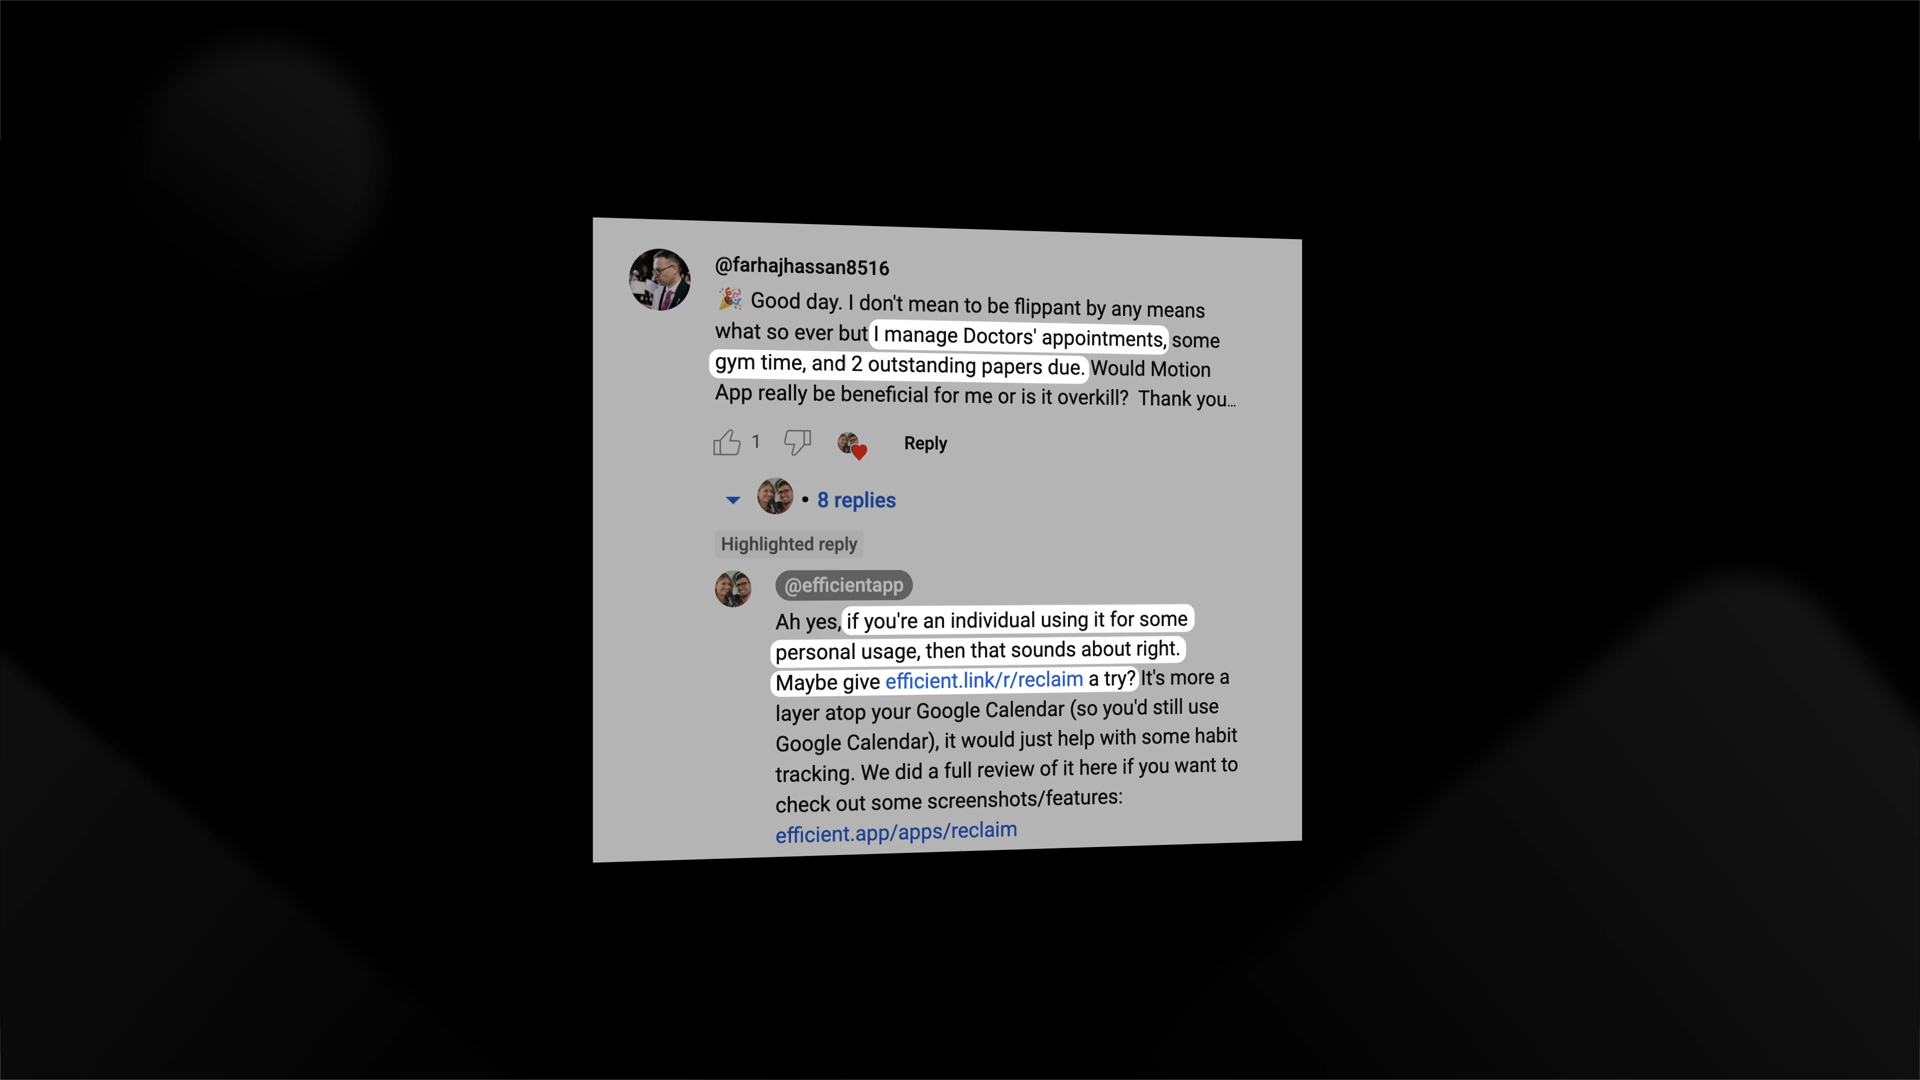 @farhajhassan8516
🎉 Good day. I don't mean to be flippant by any means
what so ever but I manage Doctors' appointments, some
gym time, and 2 outstanding papers due. Would Motion
App really be beneficial for me or is it overkill? Thank you...
1
Reply
• 8 replies
Highlighted reply
@efficientapp
Ah yes, if you're an individual using it for some
personal usage, then that sounds about right.
Maybe give efficient.link/r/reclaim a try? It's more a
layer atop your Google Calendar (so you'd still use
Google Calendar), it would just help with some habit
tracking. We did a full review of it here if you want to
check out some screenshots/features:
efficient.app/apps/reclaim